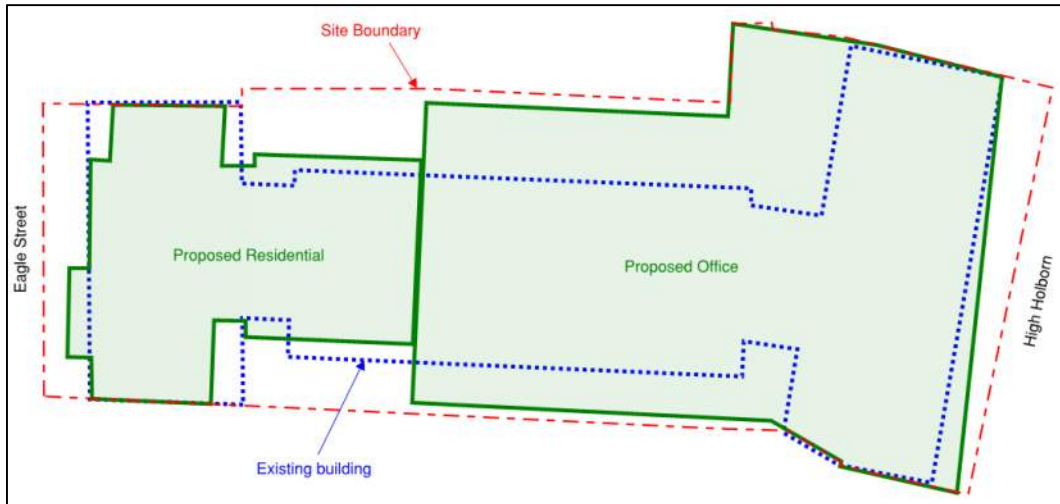 Site Boundary
Eagle Street
Proposed Residential
Proposed Office
High Holborn
Existing building